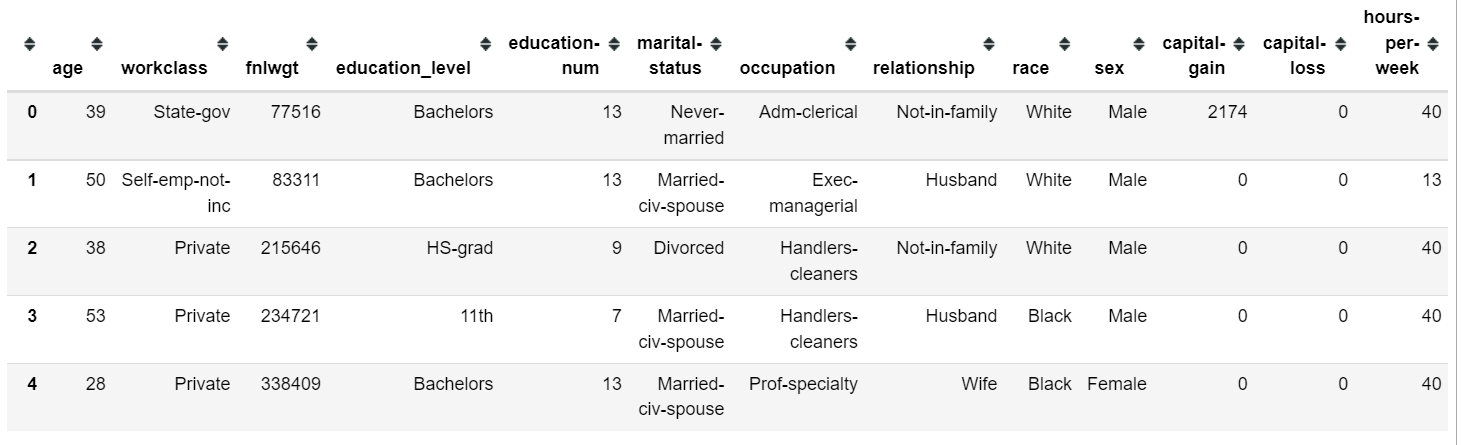 age workclass fnlwgt education_level education-num marital-status occupation relationship race sex capital-gain capital-loss hours-per-week
0 39 State-gov 77516 Bachelors 13 Never-married Adm-clerical Not-in-family White Male 2174 0 40
1 50 Self-emp-not-inc 83311 Bachelors 13 Married-civ-spouse Exec-managerial Husband White Male 0 0 13
2 38 Private 215646 HS-grad 9 Divorced Handlers-cleaners Not-in-family White Male 0 0 40
3 53 Private 234721 11th 7 Married-civ-spouse Handlers-cleaners Husband Black Male 0 0 40
4 28 Private 338409 Bachelors 13 Married-civ-spouse Prof-specialty Wife Black Female 0 0 40